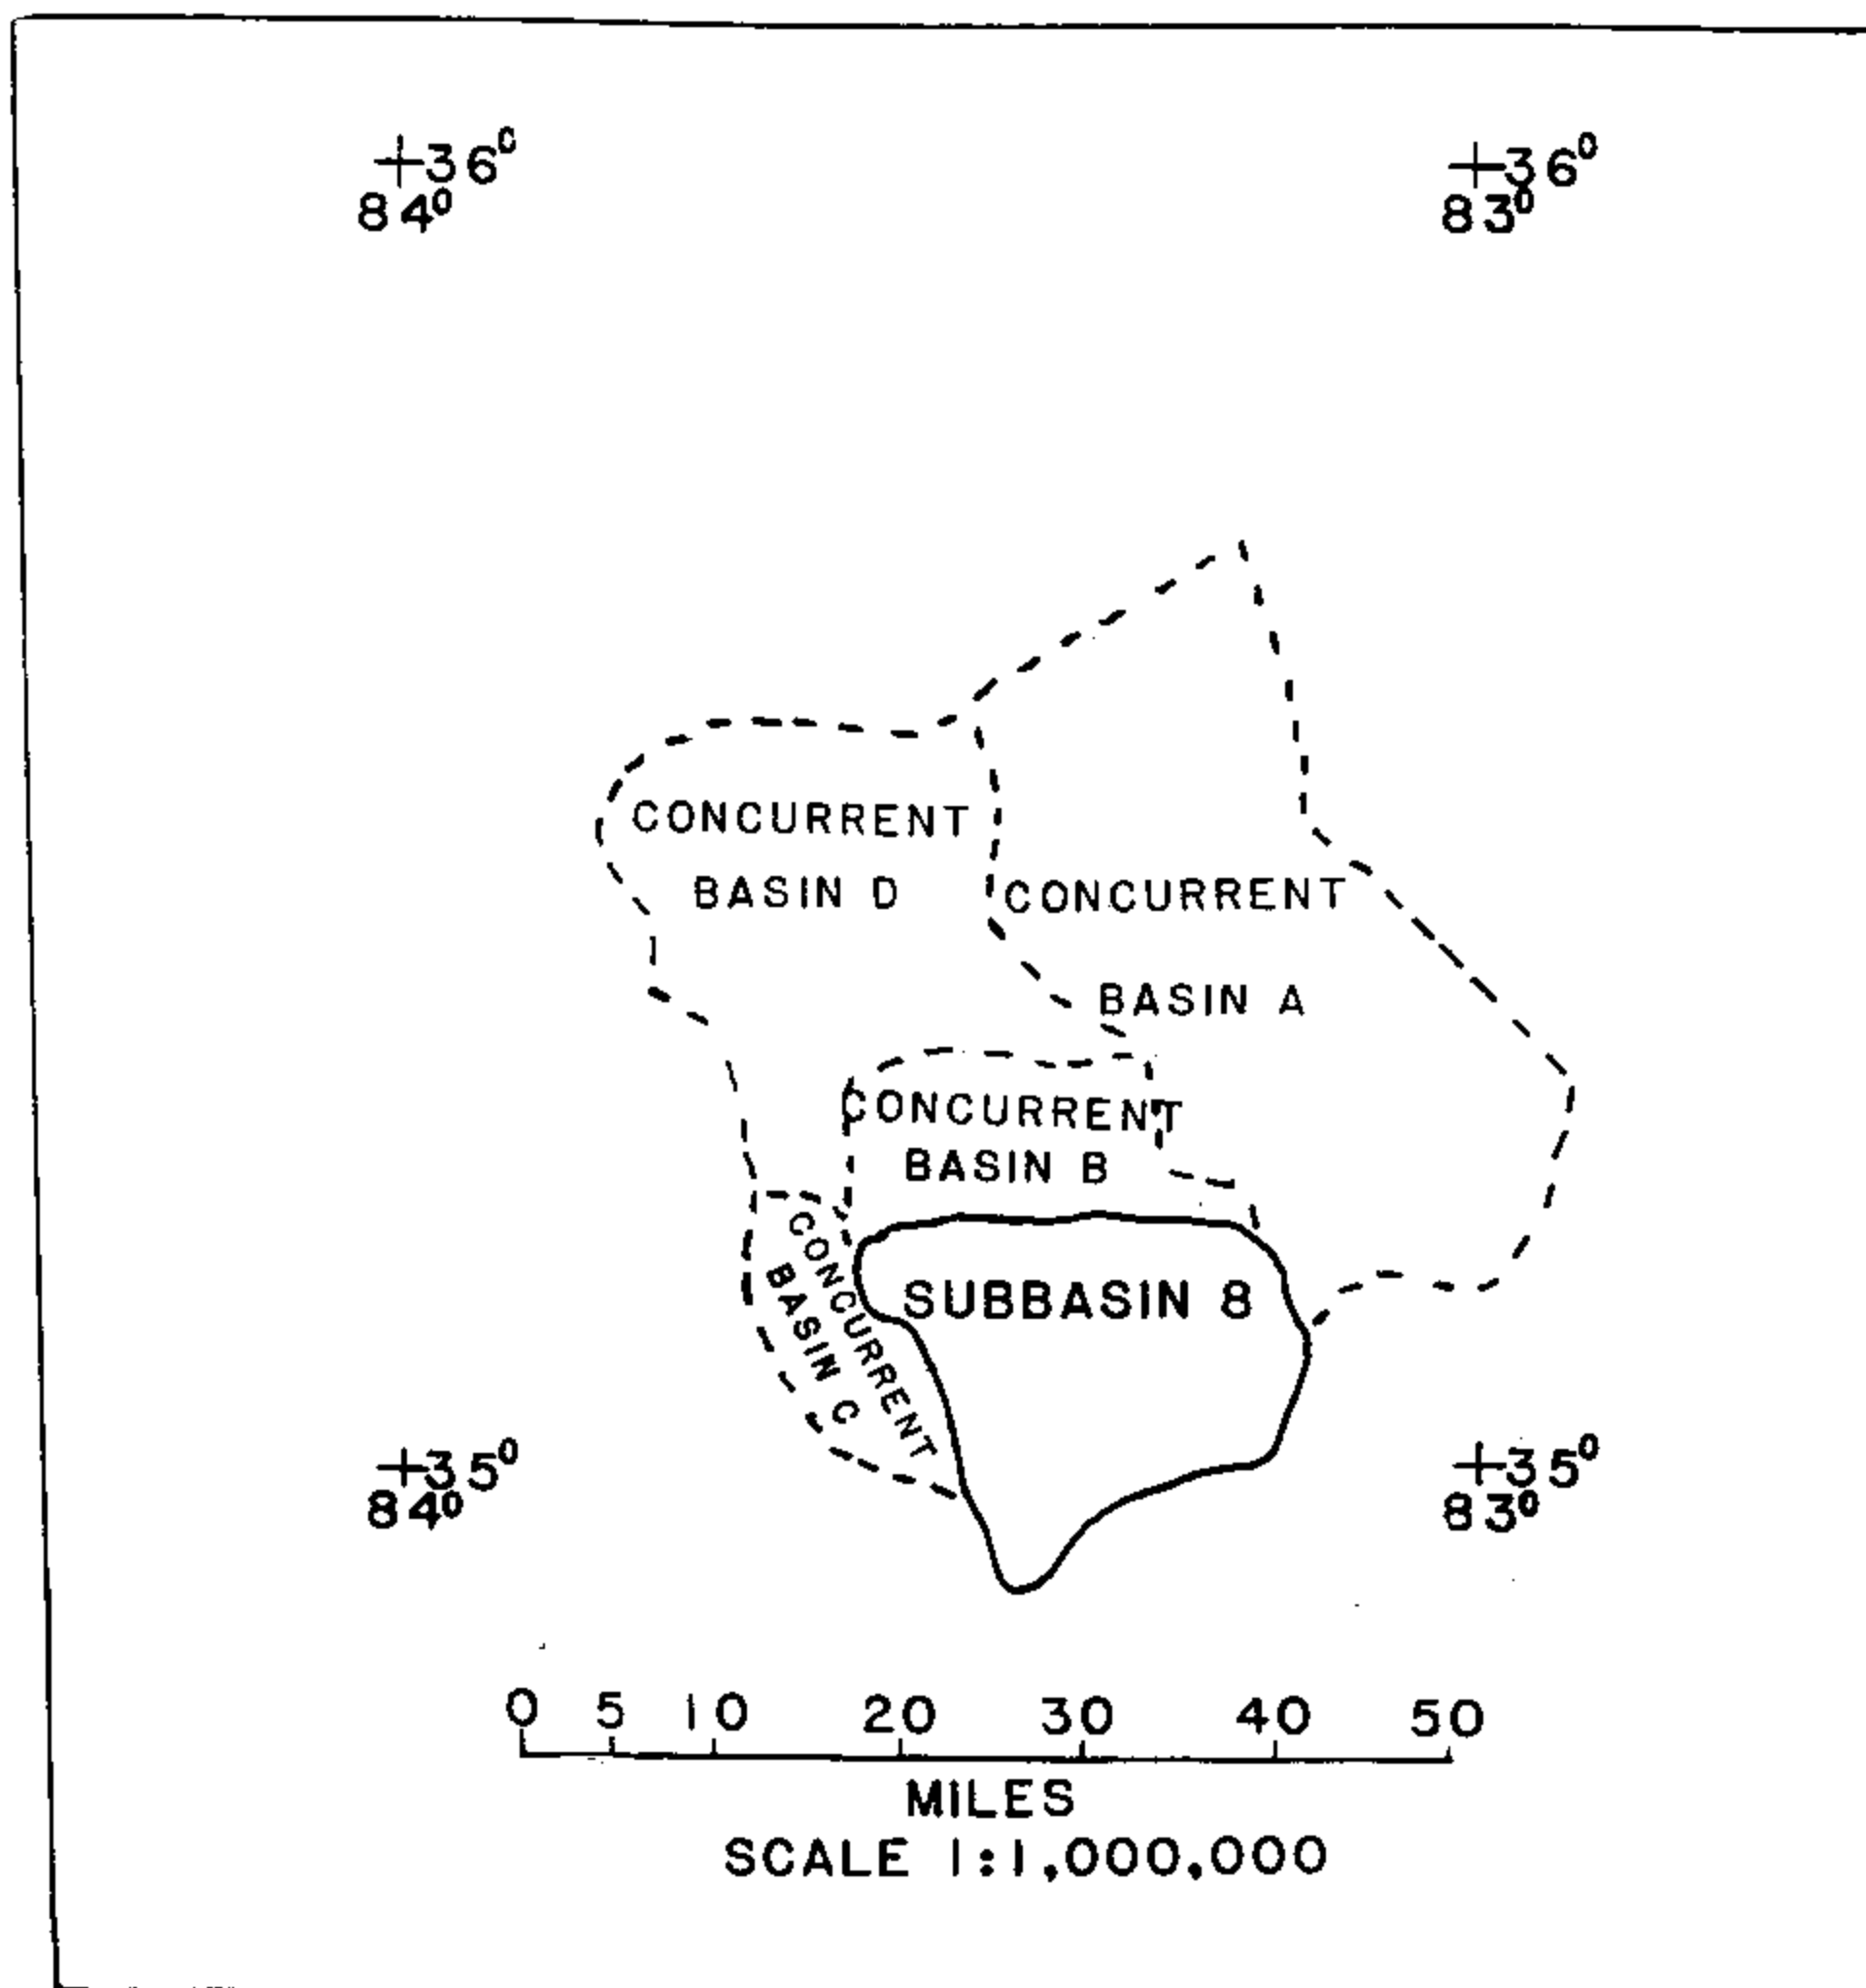 +36°
84°
+36°
83°
CONCURRENT
BASIN D
CONCURRENT
BASIN A
CONCURRENT
BASIN B
CONCURRENT
BASIN C
SUBBASIN 8
+35°
84°
+35°
83°
0 5 10 20 30 40 50
MILES
SCALE 1:1,000,000